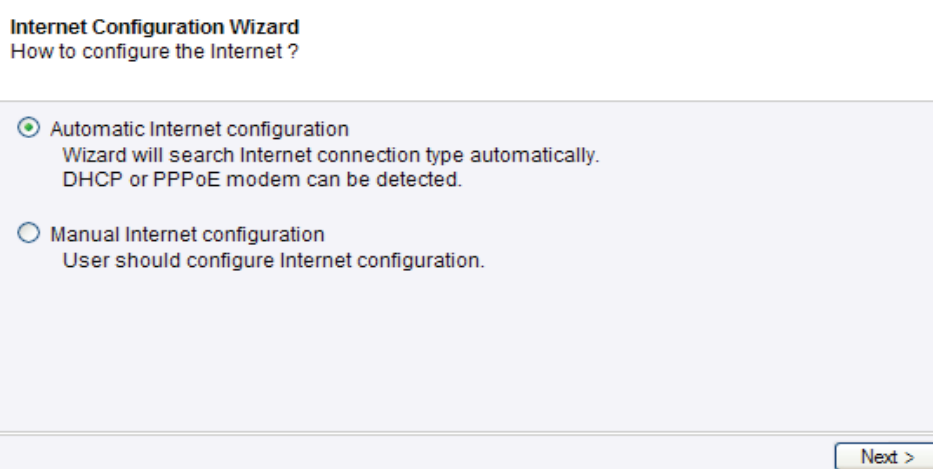 Internet Configuration Wizard
How to configure the Internet ?
Automatic Internet configuration
Wizard will search Internet connection type automatically.
DHCP or PPPoE modem can be detected.
Manual Internet configuration
User should configure Internet configuration.
Next >